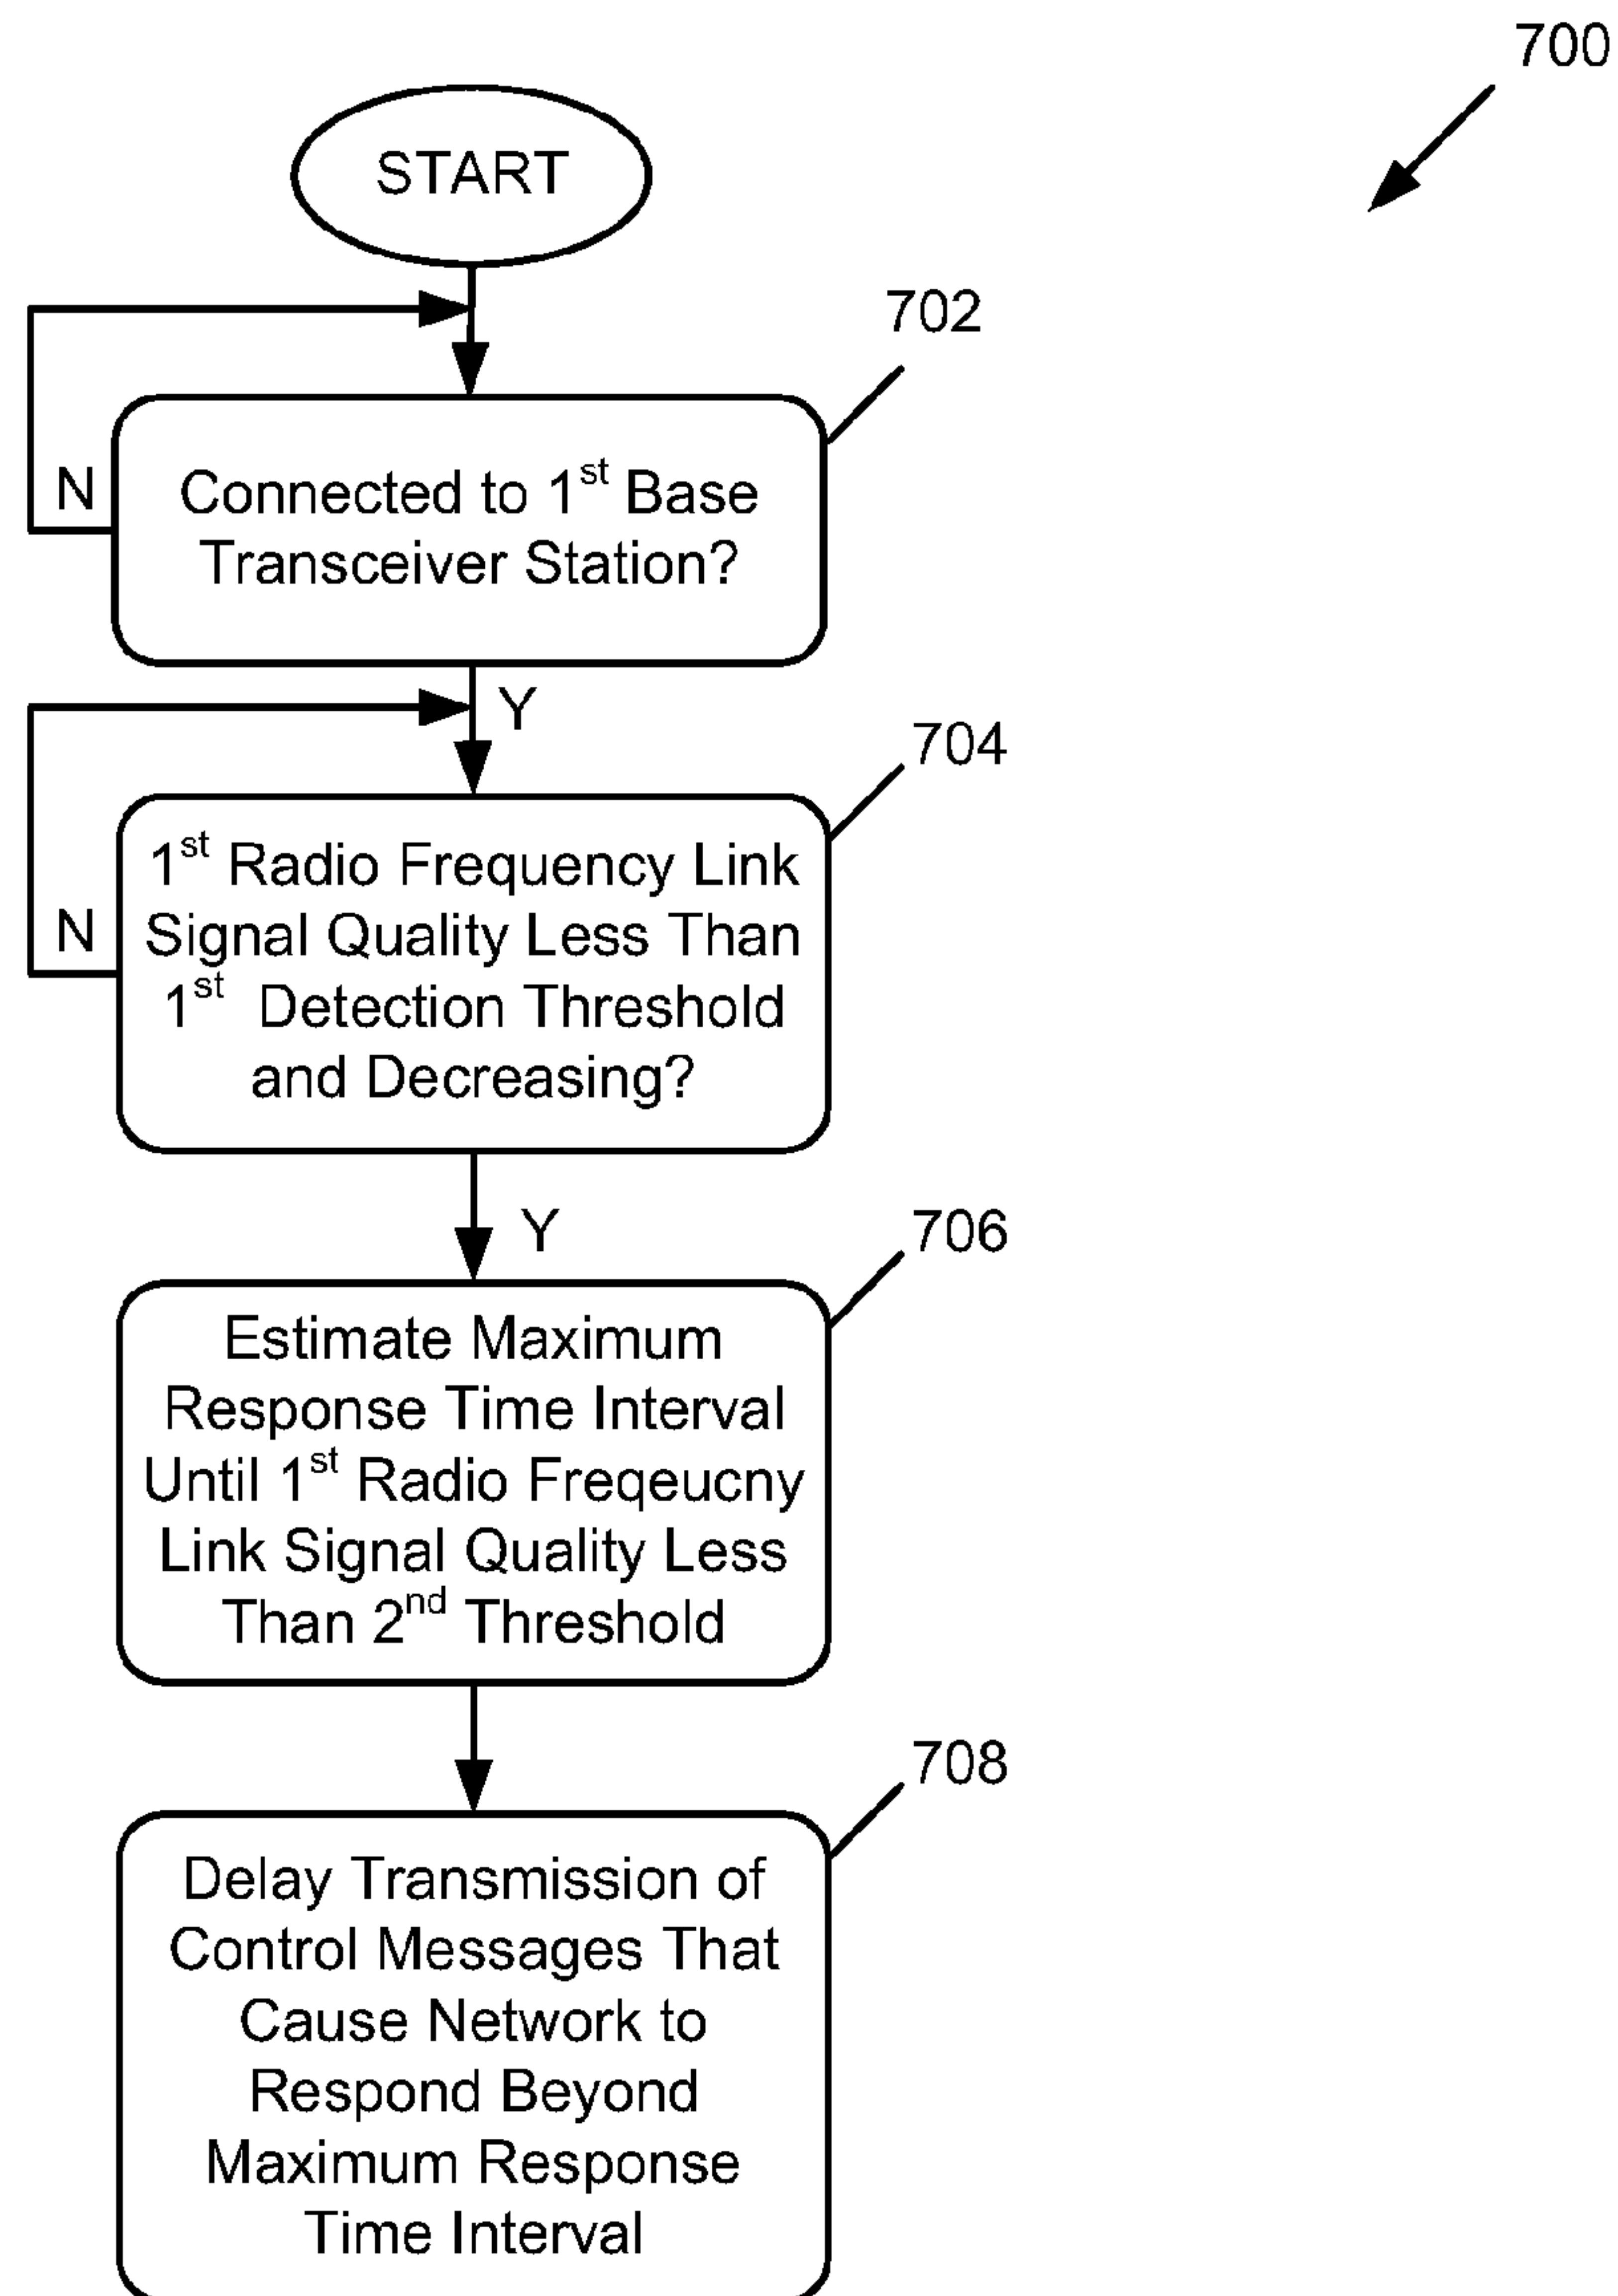 700
START
702
N
Connected to 1st Base
Transceiver Station?
Y
704
1st Radio Frequency Link
Signal Quality Less Than
1st Detection Threshold
and Decreasing?
N
Y
706
Estimate Maximum
Response Time Interval
Until 1st Radio Freqeucny
Link Signal Quality Less
Than 2nd Threshold
708
Delay Transmission of
Control Messages That
Cause Network to
Respond Beyond
Maximum Response
Time Interval